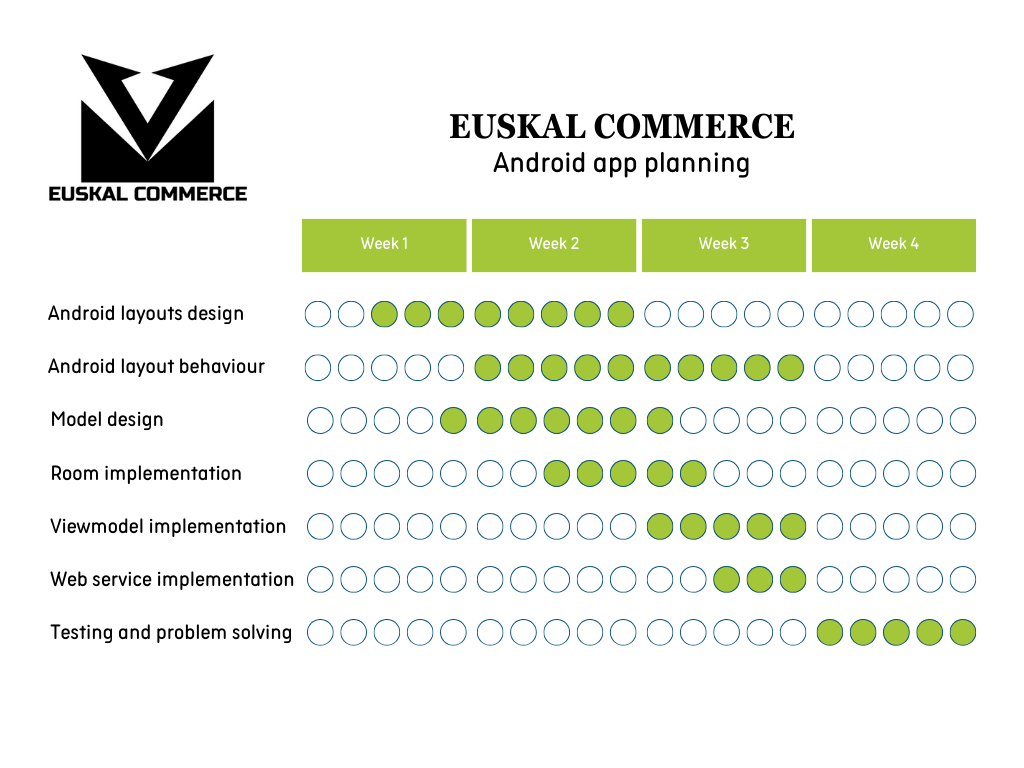 EUSKAL COMMERCE
EUSKAL COMMERCE
Android app planning
Week 1 Week 2 Week 3 Week 4
Android layouts design
Android layout behaviour
Model design
Room implementation
Viewmodel implementation
Web service implementation
Testing and problem solving